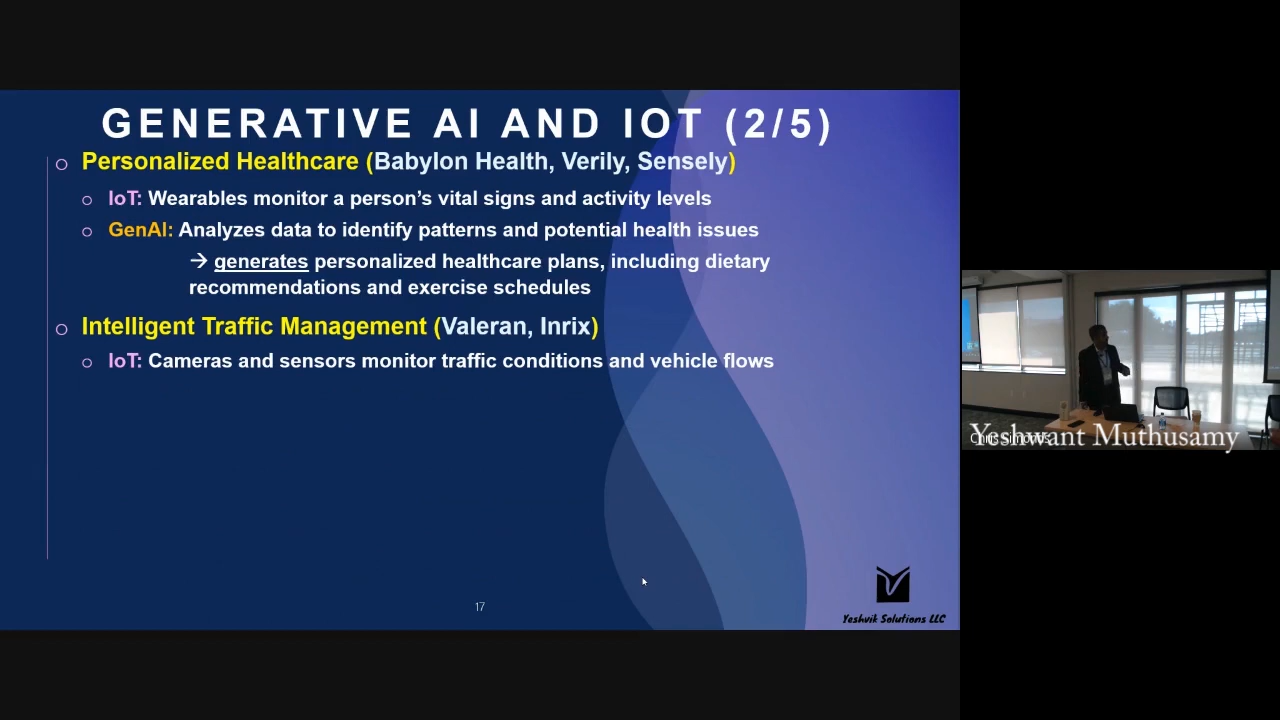 GENERATIVE AI AND IOT (2/5)
o Personalized Healthcare (Babylon Health, Verily, Sensely)
o IoT: Wearables monitor a person's vital signs and activity levels
o GenAI: Analyzes data to identify patterns and potential health issues
→ generates personalized healthcare plans, including dietary
recommendations and exercise schedules
o Intelligent Traffic Management (Valeran, Inrix)
o IoT: Cameras and sensors monitor traffic conditions and vehicle flows
17
Yeshvik Solutions LLC
Yeshwant Muthusamy